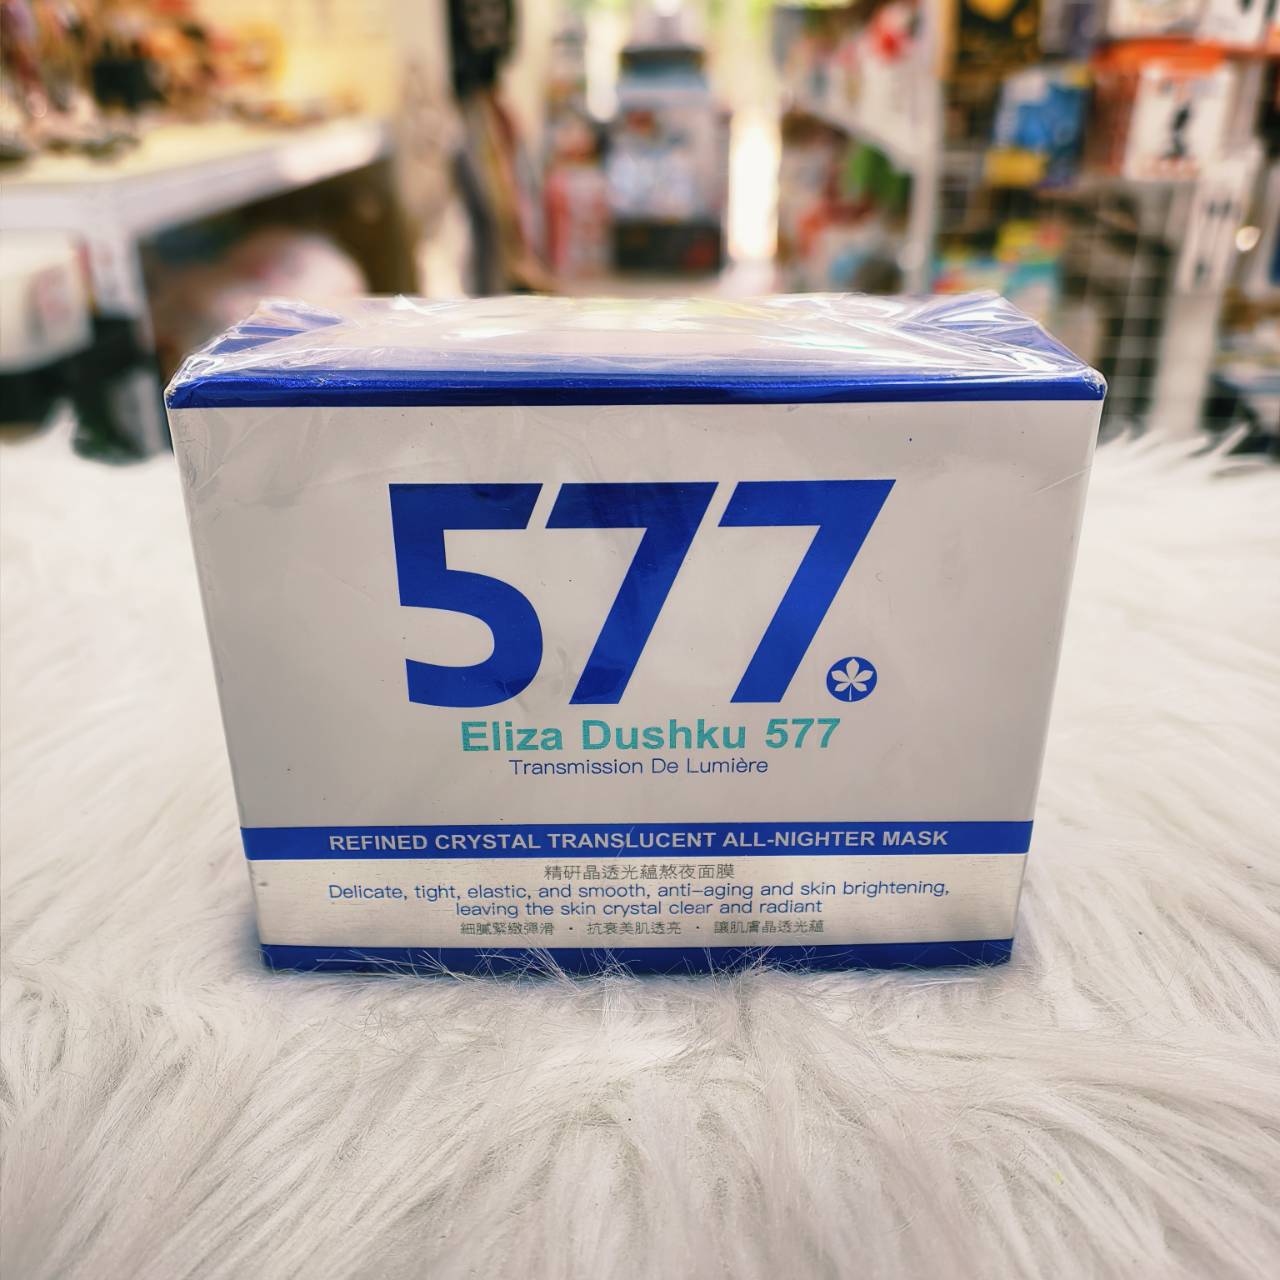 577
Eliza Dushku 577
Transmission De Lumière
REFINED CRYSTAL TRANSLUCENT ALL-NIGHTER MASK
精研晶透光蘊熬夜面膜
Delicate, tight, elastic, and smooth, anti-aging and skin brightening,
leaving the skin crystal clear and radiant
細膩緊緻彈滑 · 抗衰美肌透亮 · 讓肌膚晶透光蘊